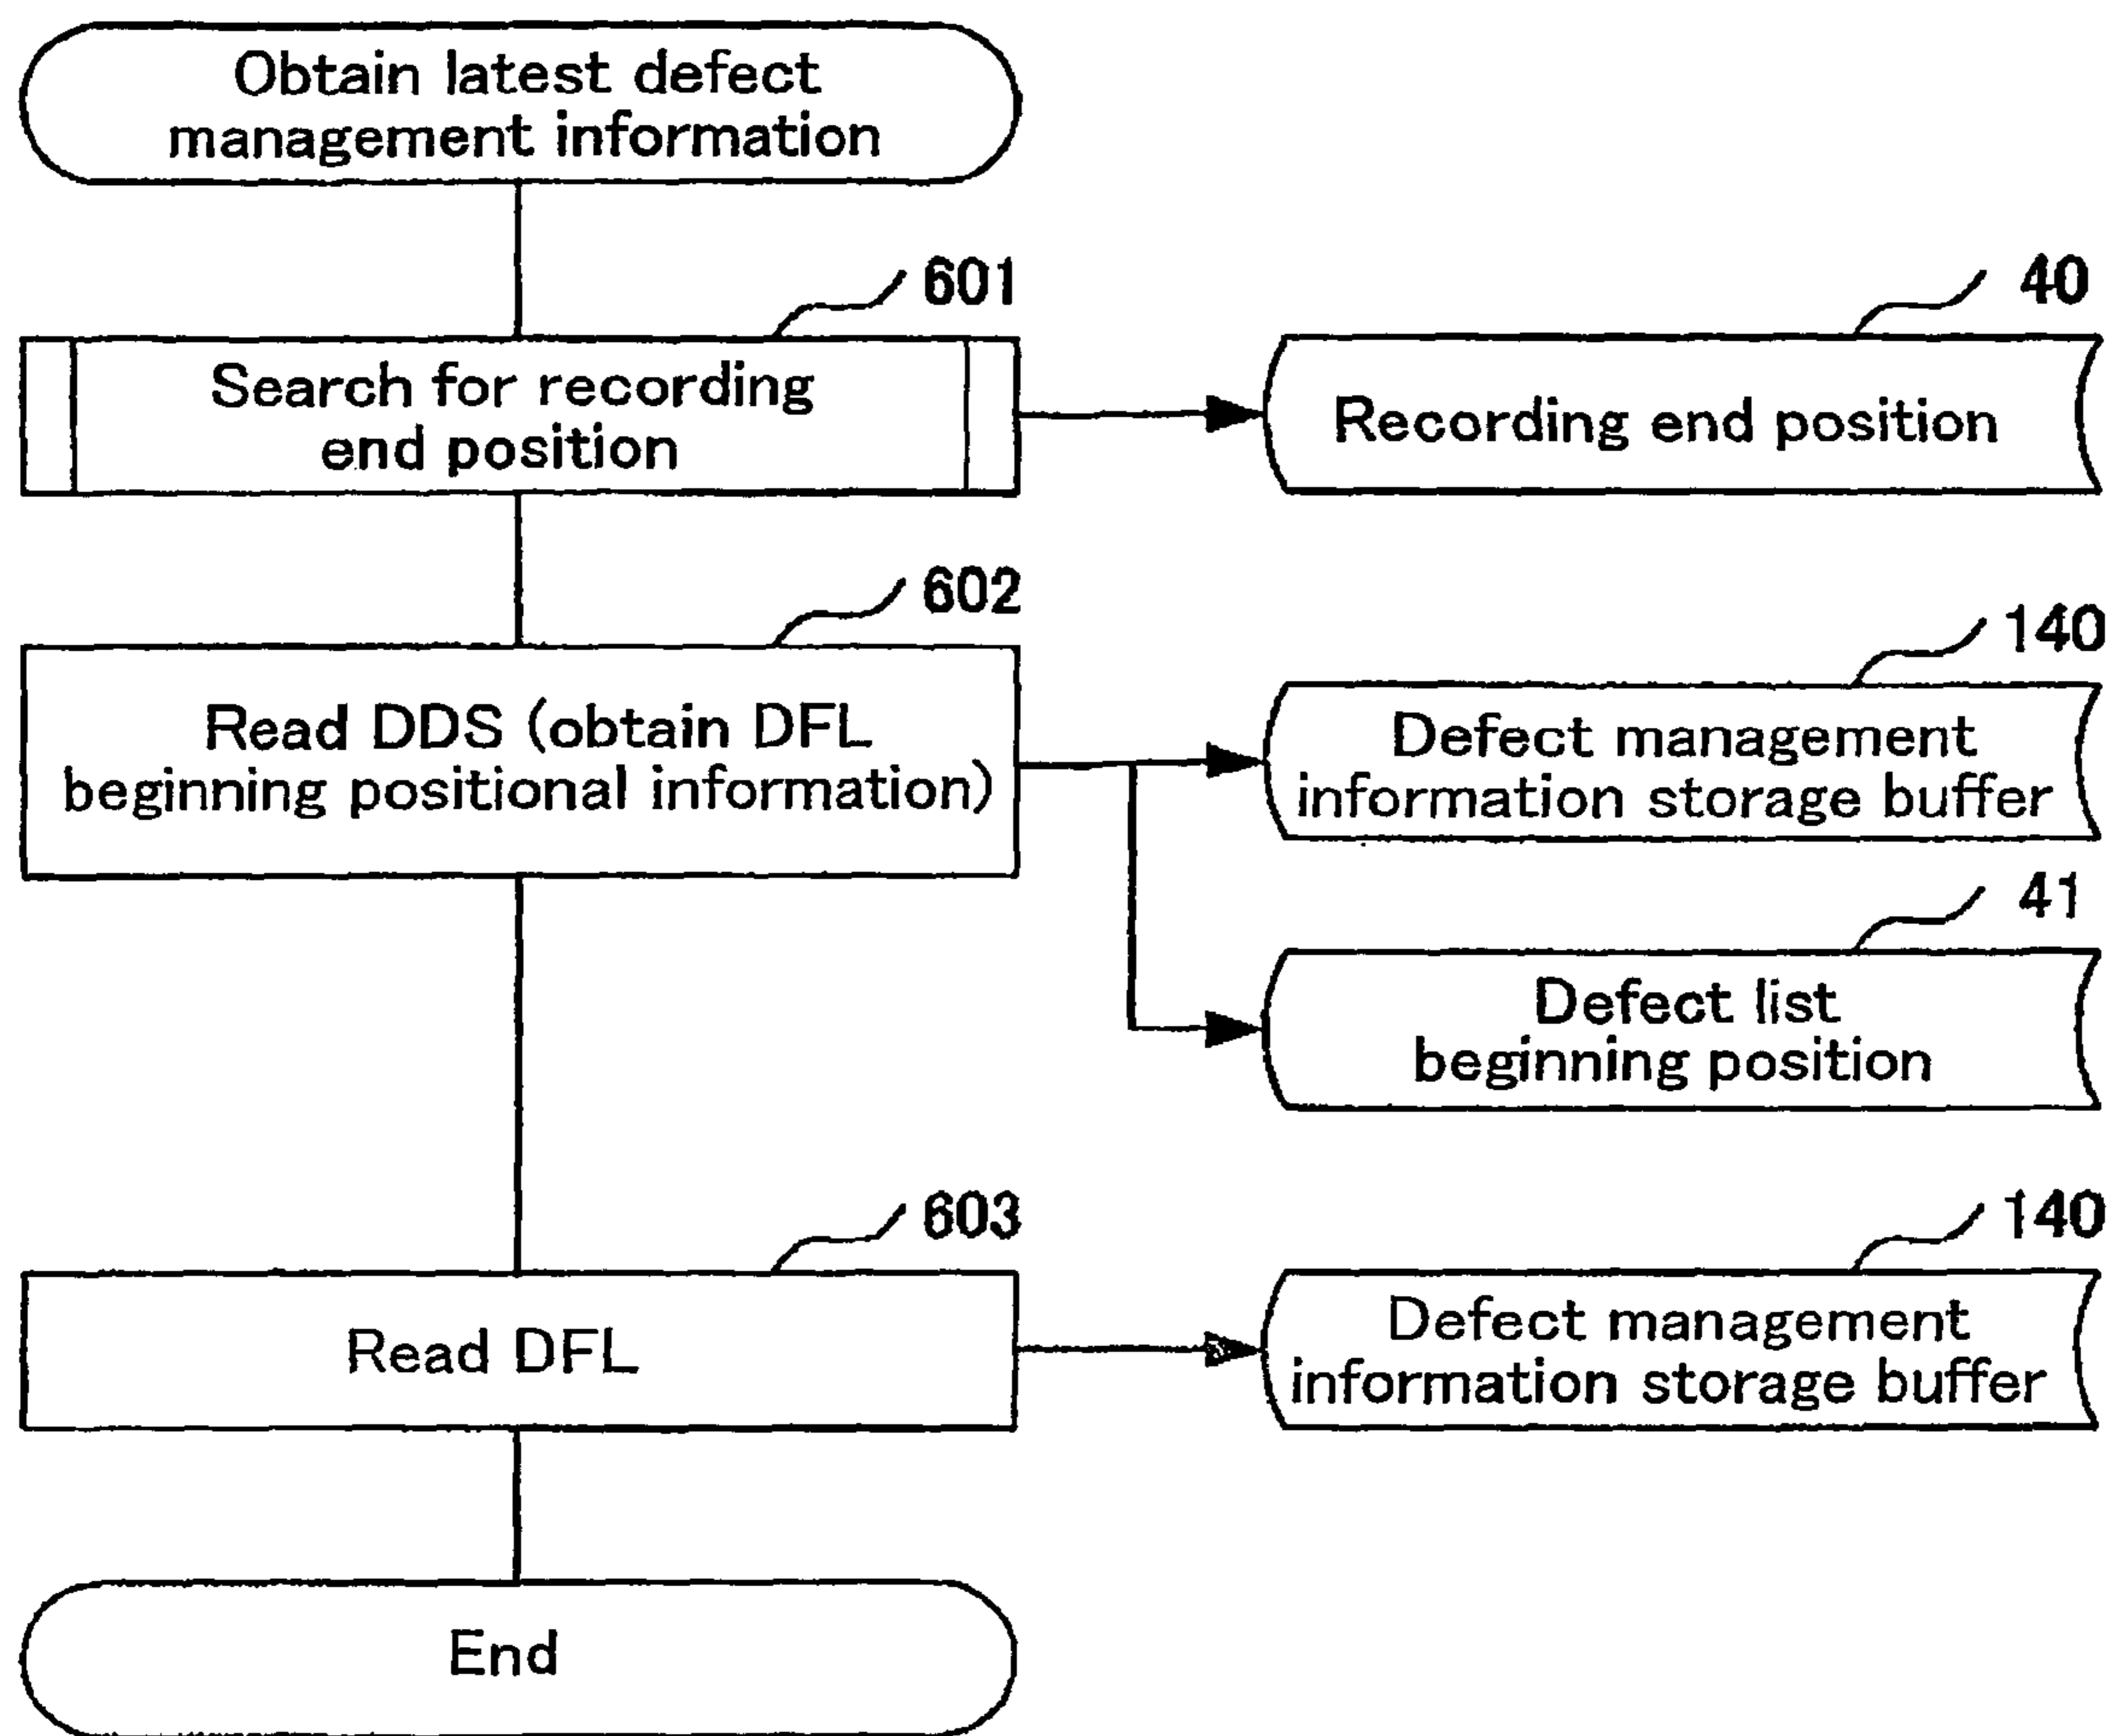 Obtain latest defect
management information
601
Search for recording
end position
40
Recording end position
602
Read DDS (obtain DFL
beginning positional information)
140
Defect management
information storage buffer
41
Defect list
beginning position
603
Read DFL
140
Defect management
information storage buffer
End